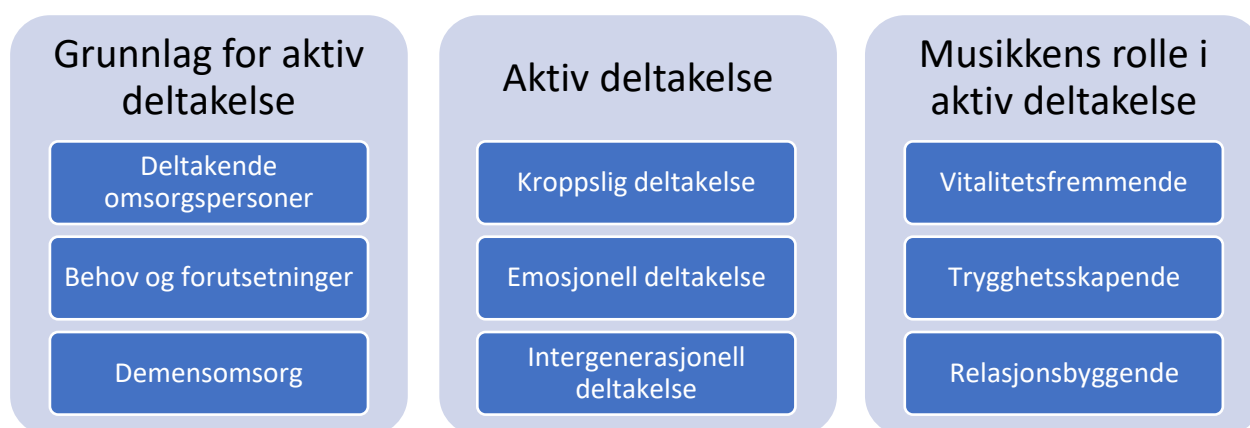 Grunnlag for aktiv
deltakelse
Deltakende
omsorgspersoner
Behov og forutsetninger
Demensomsorg
Aktiv deltakelse
Kroppslig deltakelse
Emosjonell deltakelse
Intergenerasjonell
deltakelse
Musikkens rolle i
aktiv deltakelse
Vitalitetsfremmende
Trygghetsskapende
Relasjonsbyggende